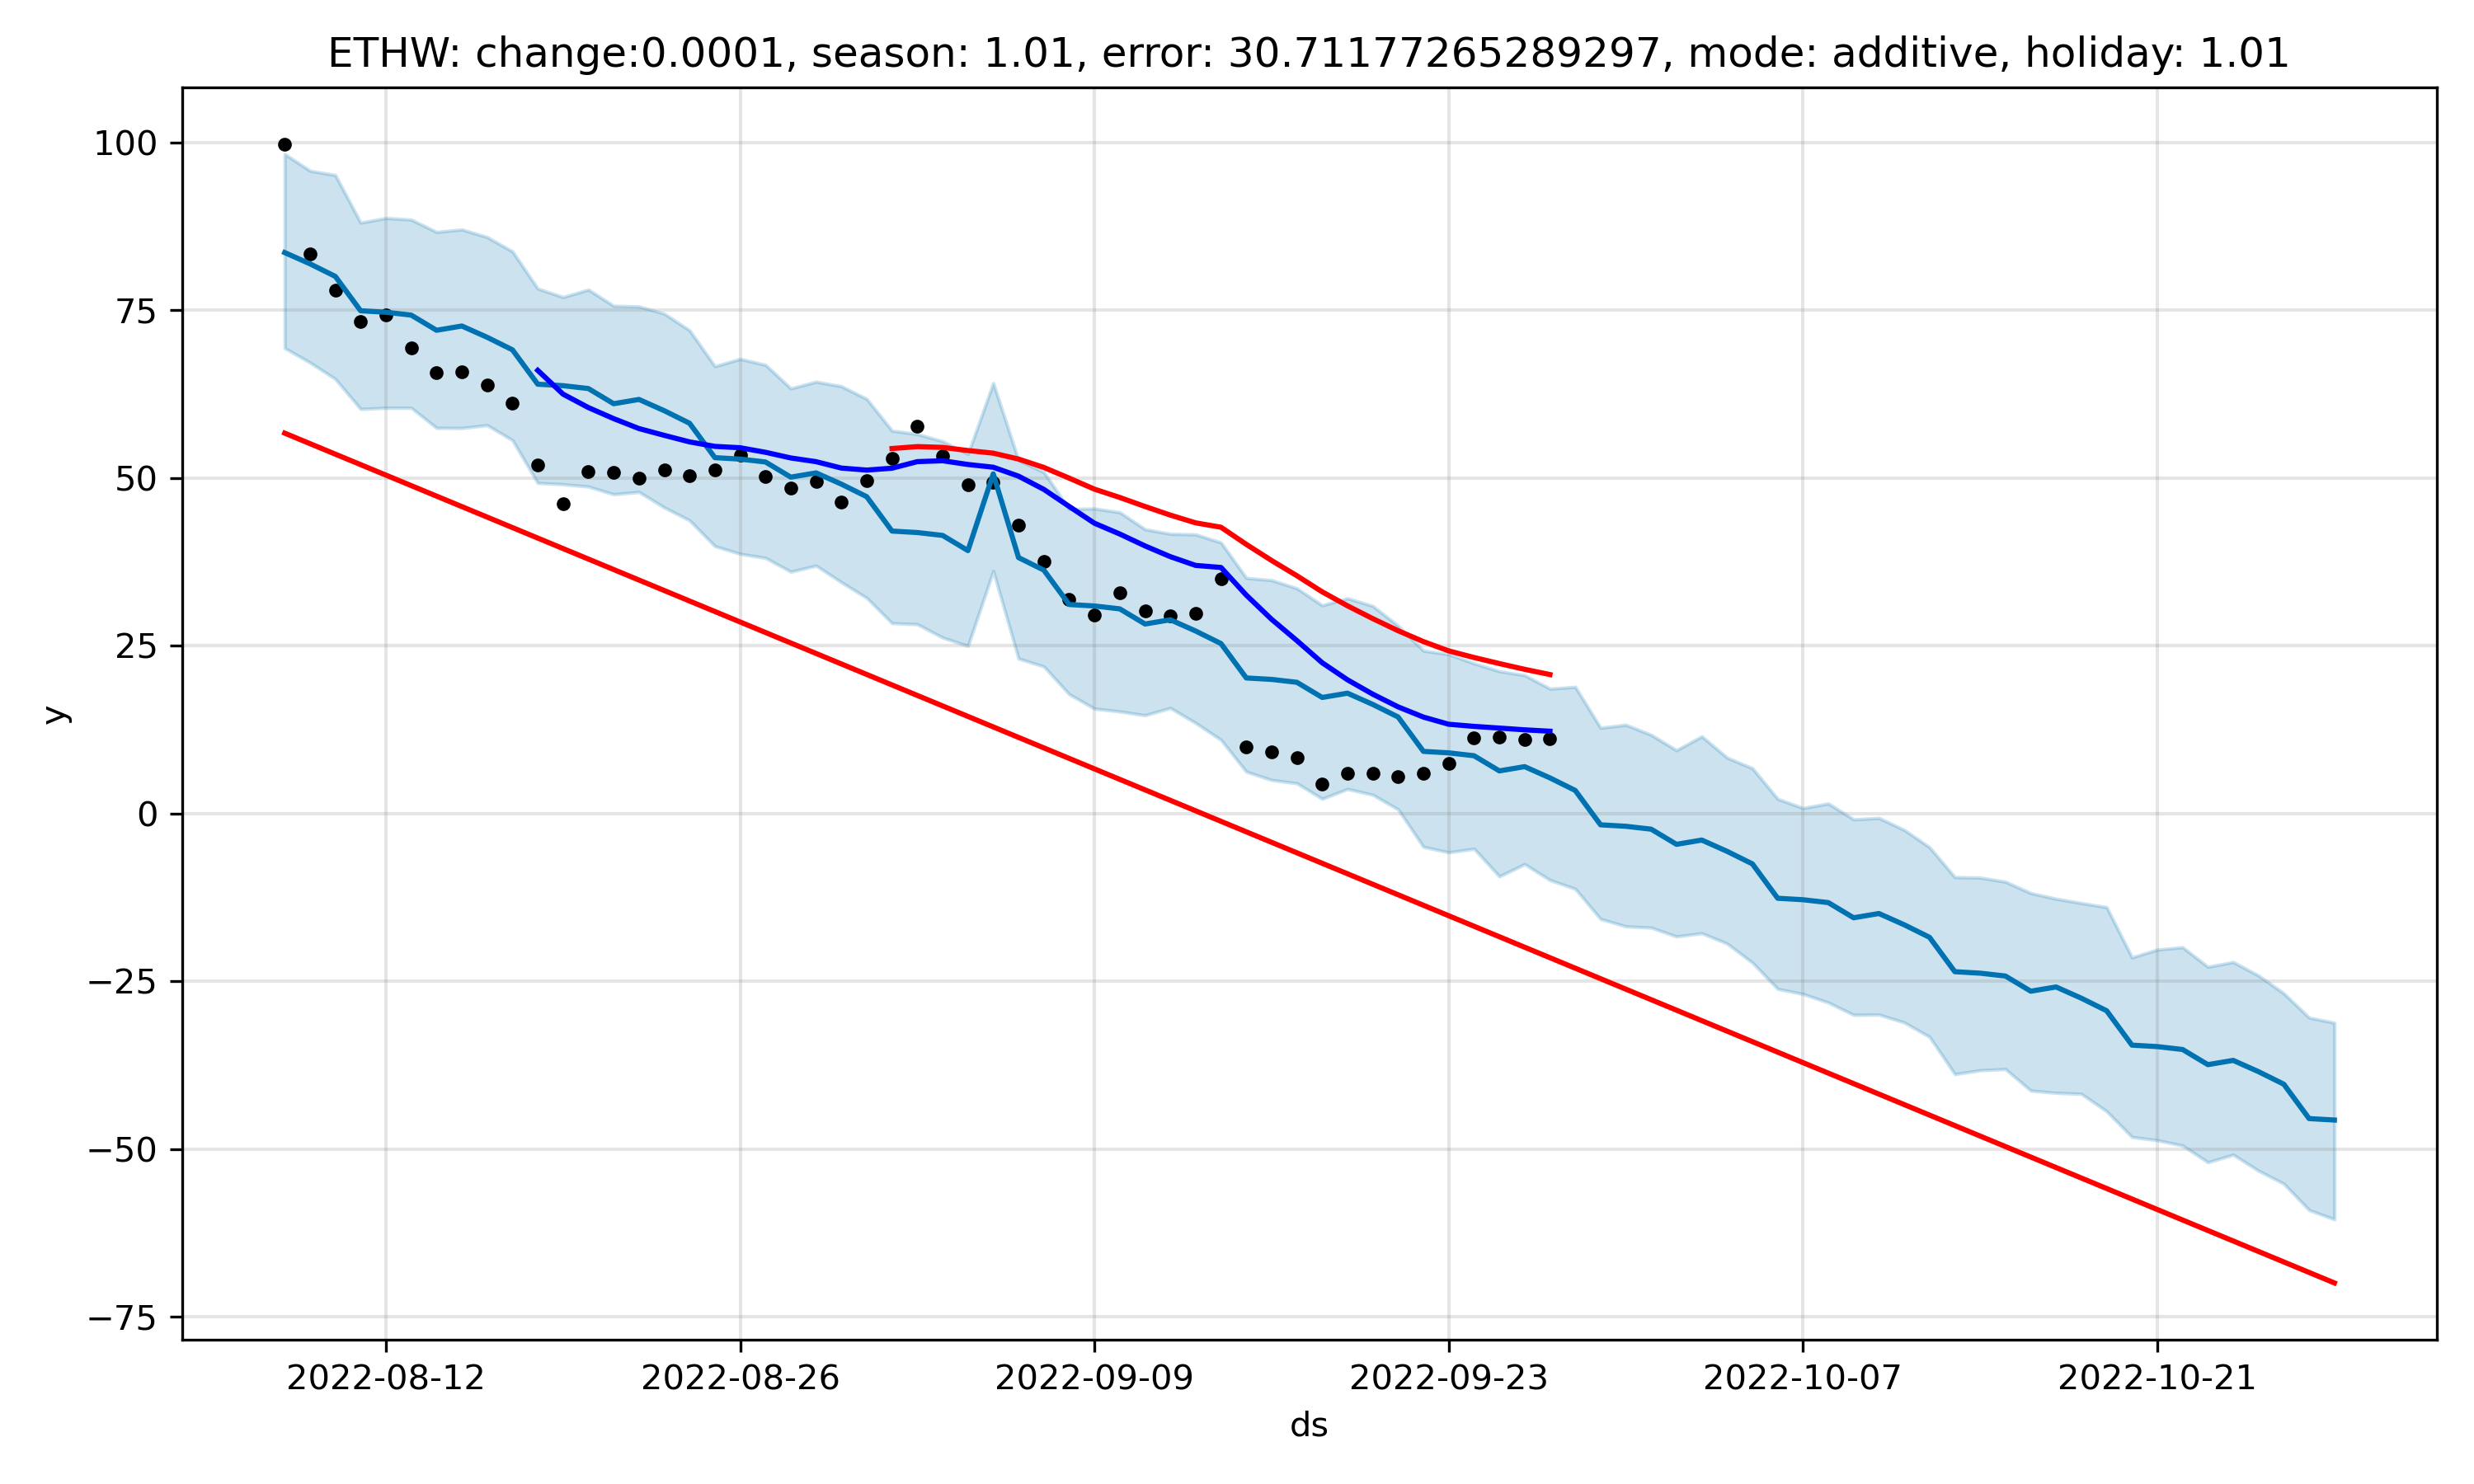 ETHW: change:0.0001, season: 1.01, error: 30.71177265289297, mode: additive, holiday: 1.01
100
75
50
25
0
−25
−50
−75
y
2022-08-12 2022-08-26 2022-09-09 2022-09-23 2022-10-07 2022-10-21
ds